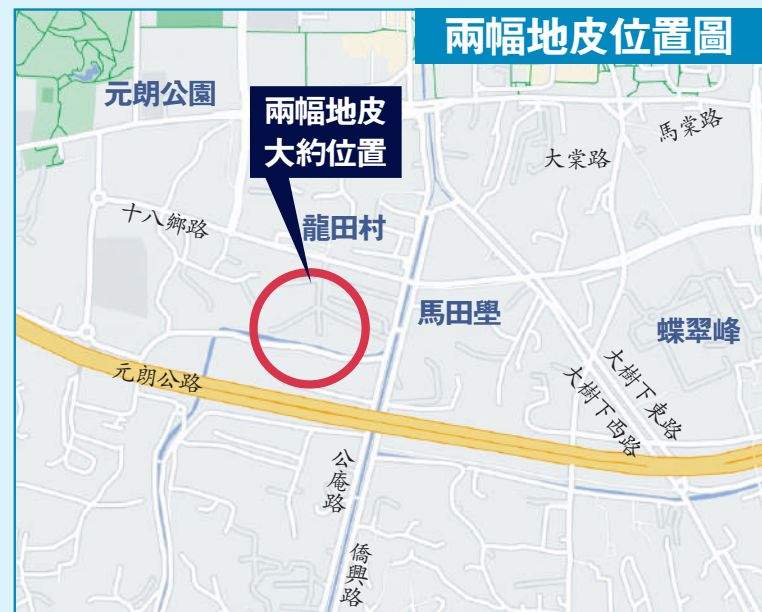 兩幅地皮位置圖
元朗公園
兩幅地皮
大約位置
馬棠路
大棠路
十八鄉路
龍田村
馬田壆
蝶翠峰
元朗公路
大樹下東路
大樹下西路
公庵路
僑興路